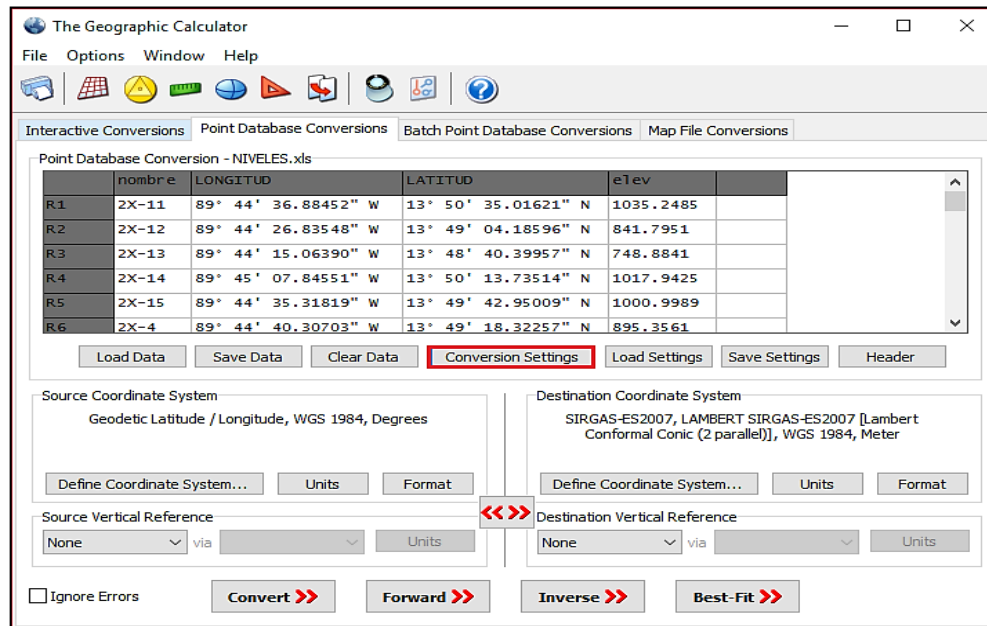 The Geographic Calculator
File Options Window Help
Interactive Conversions Point Database Conversions Batch Point Database Conversions Map File Conversions
Point Database Conversion - NIVELES.xls
nombre LONGITUD LATITUD elev
R1 2X-11 89° 44' 36.88452" W 13° 50' 35.01621" N 1035.2485
R2 2X-12 89° 44' 26.83548" W 13° 49' 04.18596" N 841.7951
R3 2X-13 89° 44' 15.06390" W 13° 48' 40.39957" N 748.8841
R4 2X-14 89° 45' 07.84551" W 13° 50' 13.73514" N 1017.9425
R5 2X-15 89° 44' 35.31819" W 13° 49' 42.95009" N 1000.9989
R6 2X-4 89° 44' 40.30703" W 13° 49' 18.32257" N 895.3561
Load Data Save Data Clear Data Conversion Settings Load Settings Save Settings Header
Source Coordinate System
Geodetic Latitude / Longitude, WGS 1984, Degrees
Define Coordinate System... Units Format
Destination Coordinate System
SIRGAS-ES2007, LAMBERT SIRGAS-ES2007 [Lambert
Conformal Conic (2 parallel)], WGS 1984, Meter
Define Coordinate System... Units Format
Source Vertical Reference
None via Units
Destination Vertical Reference
None via Units
Ignore Errors Convert Forward Inverse Best-Fit